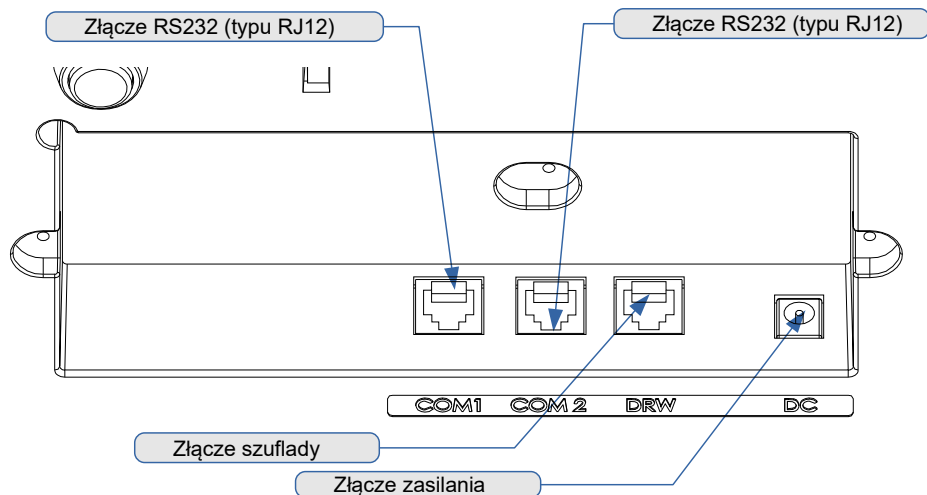 Złącze RS232 (typu RJ12)
Złącze RS232 (typu RJ12)
COM1
COM 2
DRW
DC
Złącze szuflady
Złącze zasilania